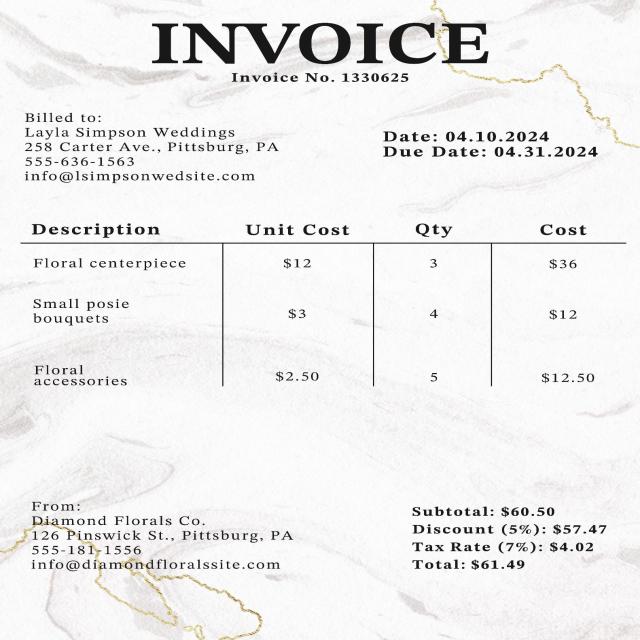 INVOICE
Invoice No. 1330625
Billed to:
Layla Simpson Weddings
258 Carter Ave., Pittsburg, PA
555-636-1563
info@lsimpsonwedsite.com
Date: 04.10.2024
Due Date: 04.31.2024
Description Unit Cost Qty Cost
Floral centerpiece $12 3 $36
Small posie
bouquets $3 4 $12
Floral
accessories $2.50 5 $12.50
From:
Diamond Florals Co.
126 Pinswick St., Pittsburg, PA
555-181-1556
info@diamondfloralssite.com
Subtotal: $60.50
Discount (5%): $57.47
Tax Rate (7%): $4.02
Total: $61.49